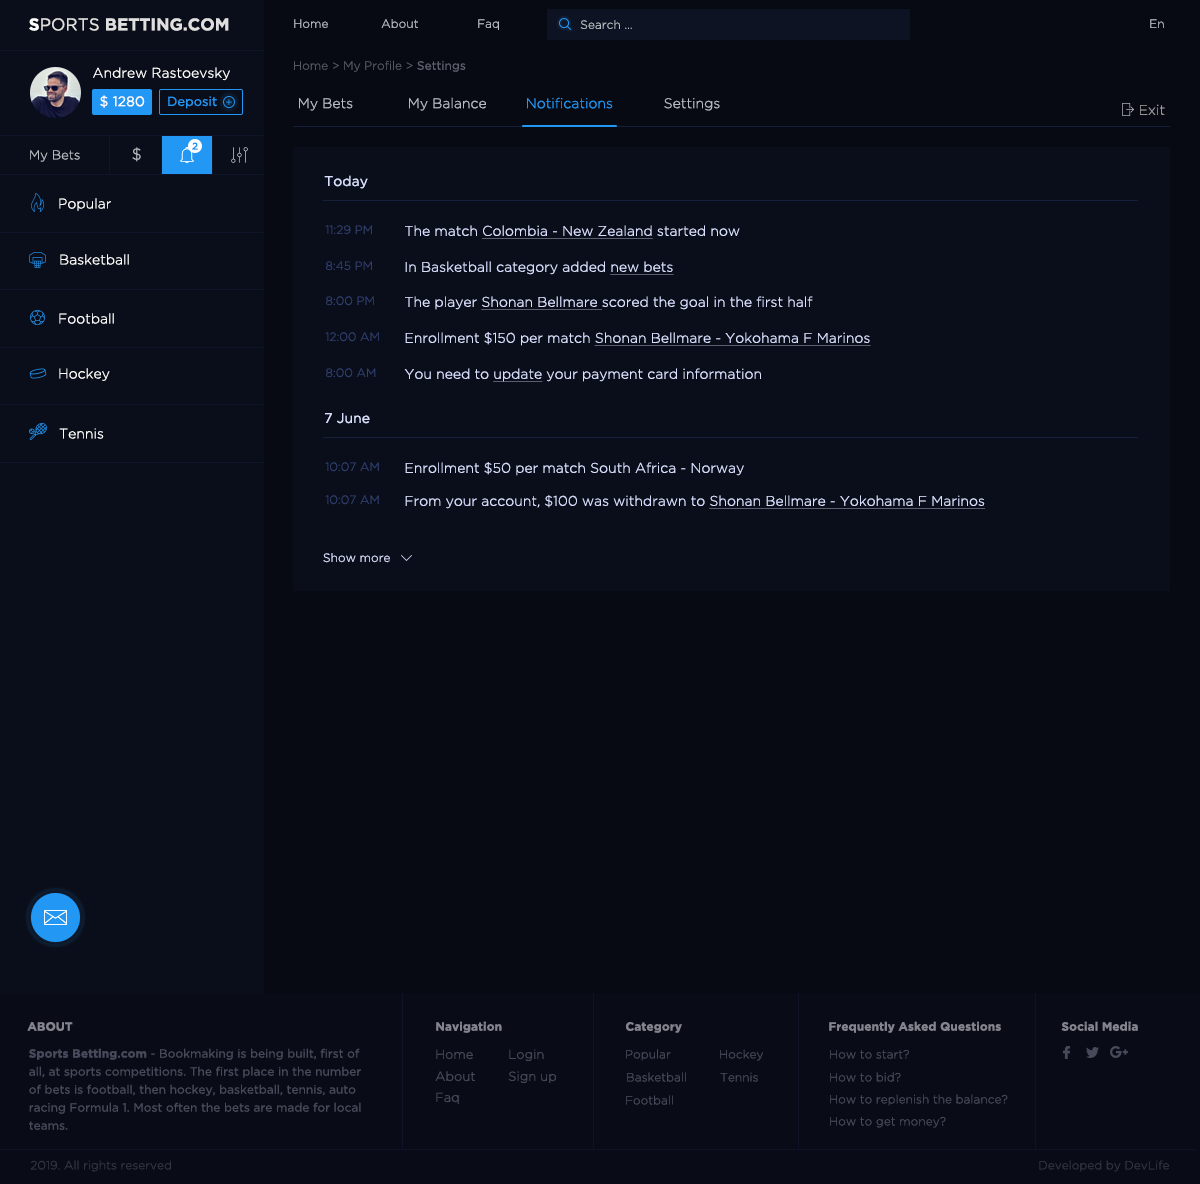 SPORTS BETTING.COM
Home About Faq Search ... En
Andrew Rastoevsky
$ 1280 Deposit
Home > My Profile > Settings
My Bets My Balance Notifications Settings Exit
My Bets $ 2
Popular
Basketball
Football
Hockey
Tennis
Today
11:29 PM The match Colombia - New Zealand started now
8:45 PM In Basketball category added new bets
8:00 PM The player Shonan Bellmare scored the goal in the first half
12:00 AM Enrollment $150 per match Shonan Bellmare - Yokohama F Marinos
8:00 AM You need to update your payment card information
7 June
10:07 AM Enrollment $50 per match South Africa - Norway
10:07 AM From your account, $100 was withdrawn to Shonan Bellmare - Yokohama F Marinos
Show more
ABOUT
Sports Betting.com - Bookmaking is being built, first of
all, at sports competitions. The first place in the number
of bets is football, then hockey, basketball, tennis, auto
racing Formula 1. Most often the bets are made for local
teams.
Navigation
Home Login
About Sign up
Faq
Category
Popular Hockey
Basketball Tennis
Football
Frequently Asked Questions
How to start?
How to bid?
How to replenish the balance?
How to get money?
Social Media
f G+
2019. All rights reserved Developed by DevLife